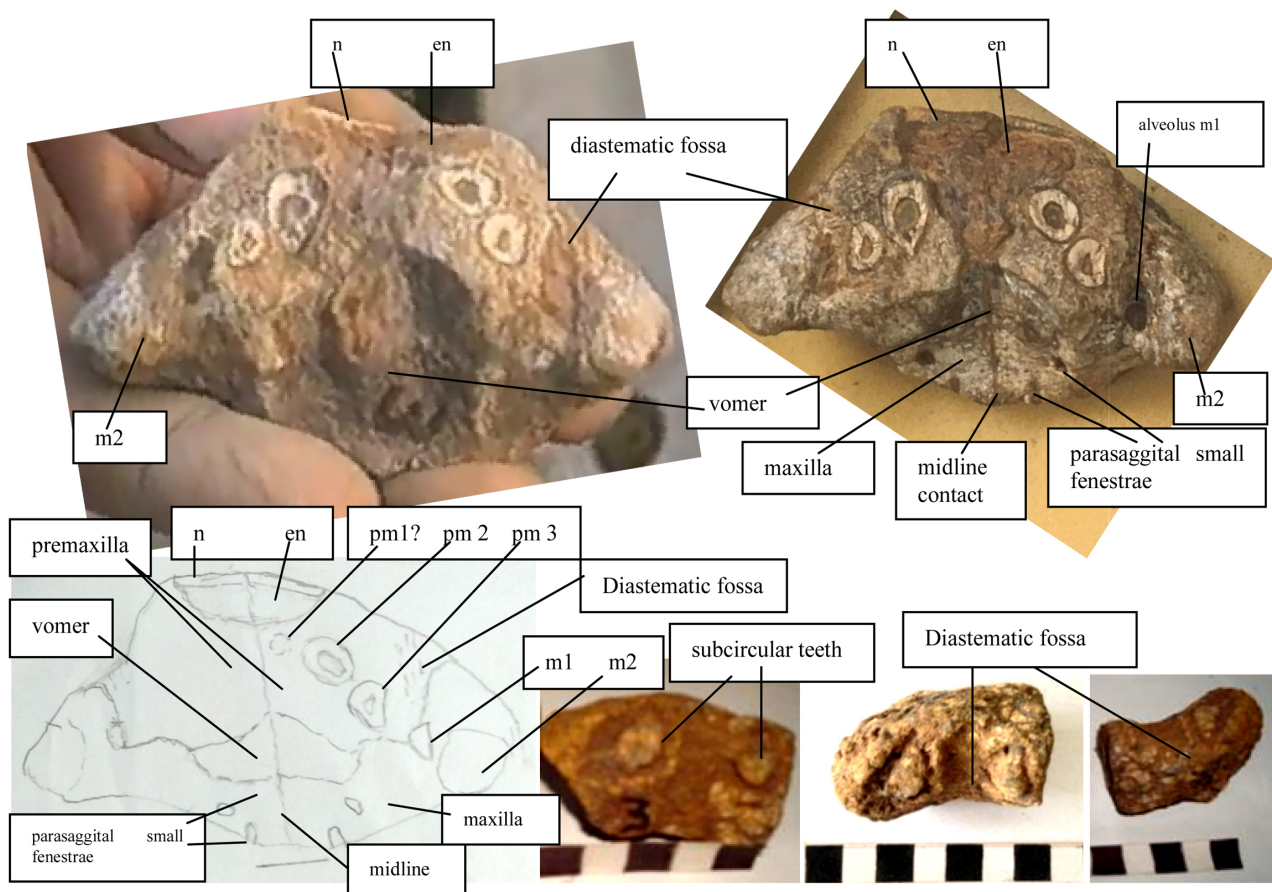 n en
n en
alveolus m1
diastematic fossa
m2
vomer
m2
maxilla
midline
contact
parasaggital small
fenestrae
premaxilla
n en
pm1? pm 2 pm 3
Diastematic fossa
vomer
m1 m2
subcircular teeth
Diastematic fossa
parasaggital small
fenestrae
maxilla
midline
3